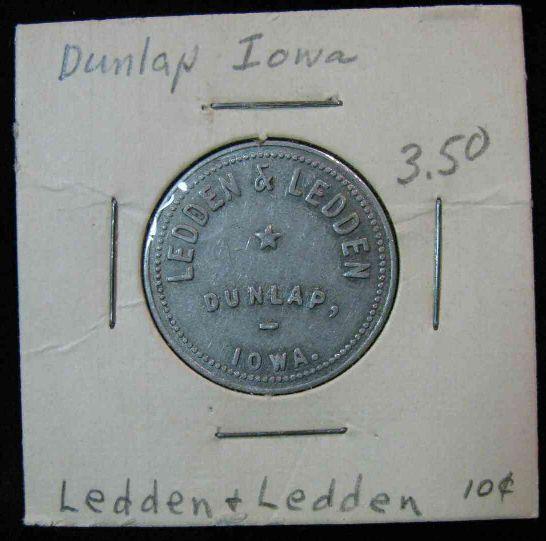 Dunlap Iowa
3.50
LEDDEN & LEDDEN
DUNLAP,
IOWA.
Ledden + Ledden 10¢